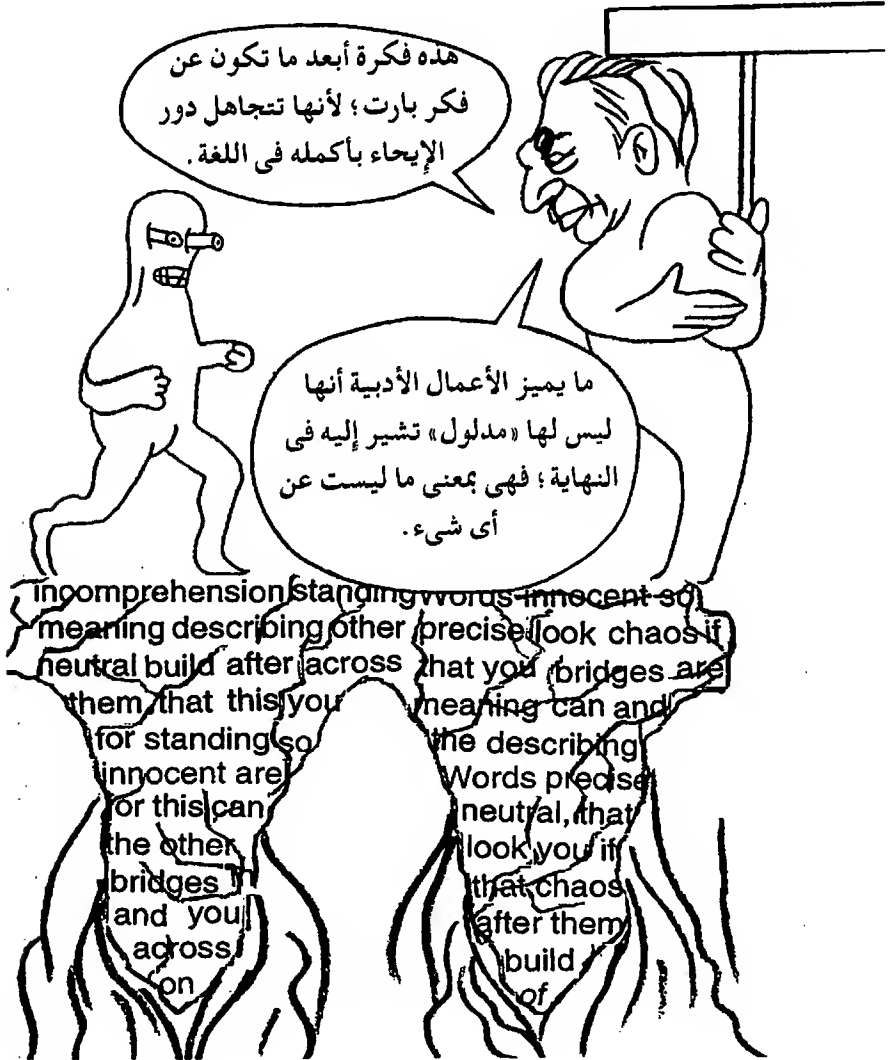 هذه فكرة أبعد ما تكون عن
فكر بارت ؛ لأنها تتجاهل دور
الإيحاء بأكمله فى اللغة .
ما يميز الأعمال الأدبية أنها
ليس لها «مدلول» تشير إليه فى
النهاية ؛ فهى بمعنى ما ليست عن
أى شىء .
incomprehension standing Words innocent so
meaning describing other precise look chaos if
neutral build after across that you bridges are
them, that this you meaning can and
for standing so the describing
innocent are Words precise
or this can neutral, that
the other look you if
bridges that chaos
and you after them
across build
on of